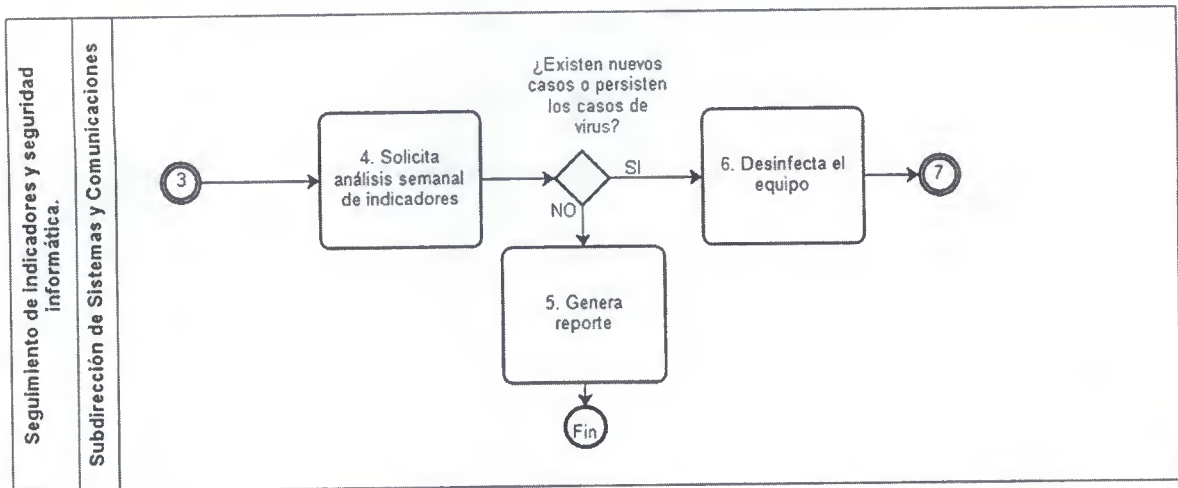 Seguimiento de indicadores y seguridad
informática.
Subdirección de Sistemas y Comunicaciones
3
4. Solicita
análisis semanal
de indicadores
¿Existen nuevos
casos o persisten
los casos de
virus?
SI
NO
6. Desinfecta el
equipo
7
5. Genera
reporte
Fin